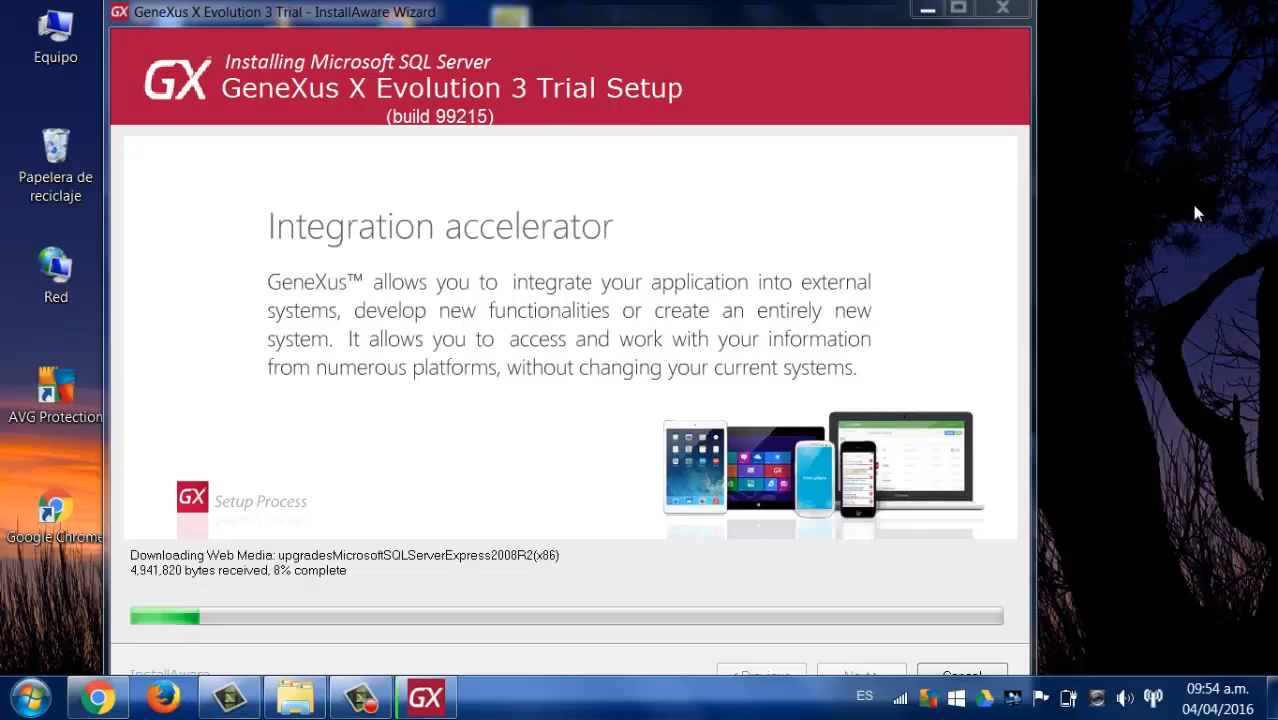 GeneXus X Evolution 3 Trial - InstallAware Wizard
Equipo
Papelera de
reciclaje
Red
AVG Protection
Google Chrome
GX
Installing Microsoft SQL Server
GeneXus X Evolution 3 Trial Setup
(build 99215)
Integration accelerator
GeneXus™ allows you to integrate your application into external
systems, develop new functionalities or create an entirely new
system. It allows you to access and work with your information
from numerous platforms, without changing your current systems.
GX Setup Process
Downloading Web Media: upgradesMicrosoftSQLServerExpress2008R2(x86)
4,941,820 bytes received, 8% complete
InstallAware
< Previous
Next >
Cancel
GX
ES
09:54 a.m.
04/04/2016